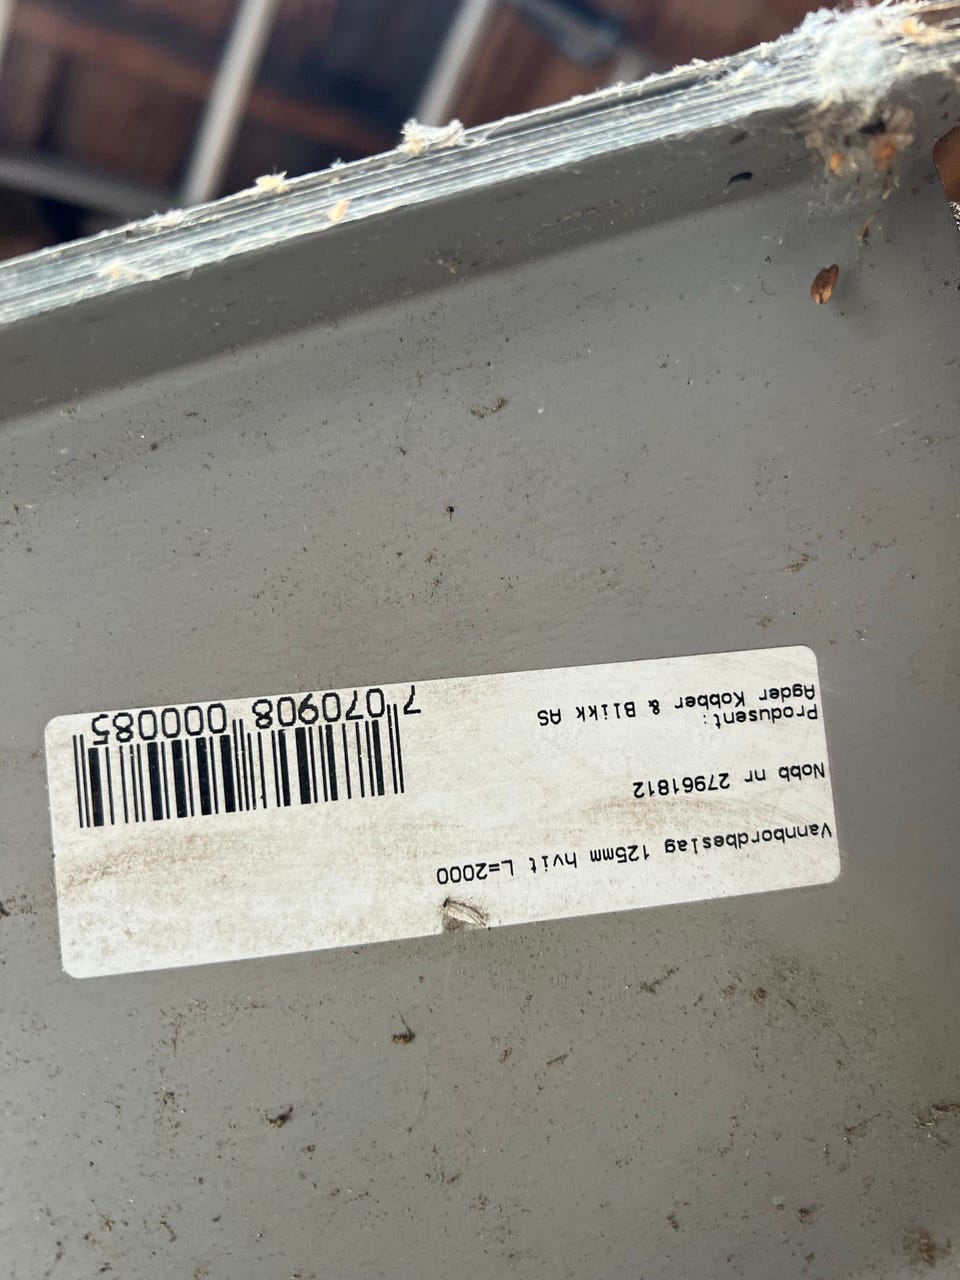 Vannbordbeslag 125mm hvit L=2000
Nobb nr 27961812
Produsent:
Agder Kobber & Blikk AS
7 070908 000085